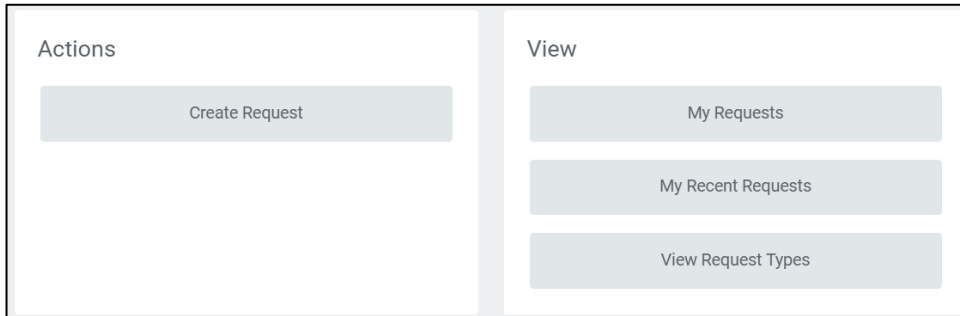 Actions
Create Request
View
My Requests
My Recent Requests
View Request Types